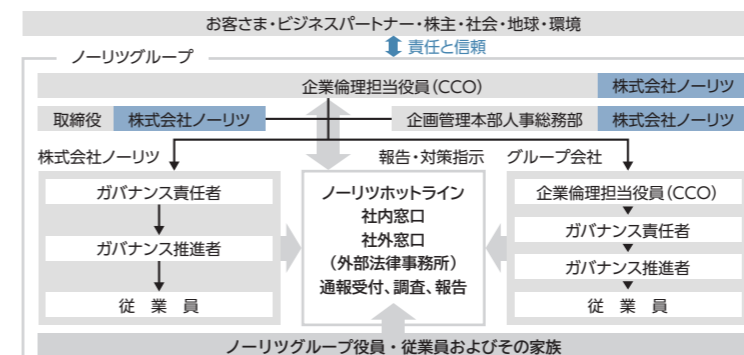 お客さま・ビジネスパートナー・株主・社会・地球・環境
責任と信頼
ノーリツグループ
企業倫理担当役員(CCO)
株式会社ノーリツ
取締役
株式会社ノーリツ
企画管理本部人事総務部
株式会社ノーリツ
株式会社ノーリツ
報告・対策指示
グループ会社
ガバナンス責任者
ガバナンス推進者
従業員
ノーリツホットライン
社内窓口
社外窓口
(外部法律事務所)
通報受付、調査、報告
企業倫理担当役員(CCO)
ガバナンス責任者
ガバナンス推進者
従業員
ノーリツグループ役員・従業員およびその家族